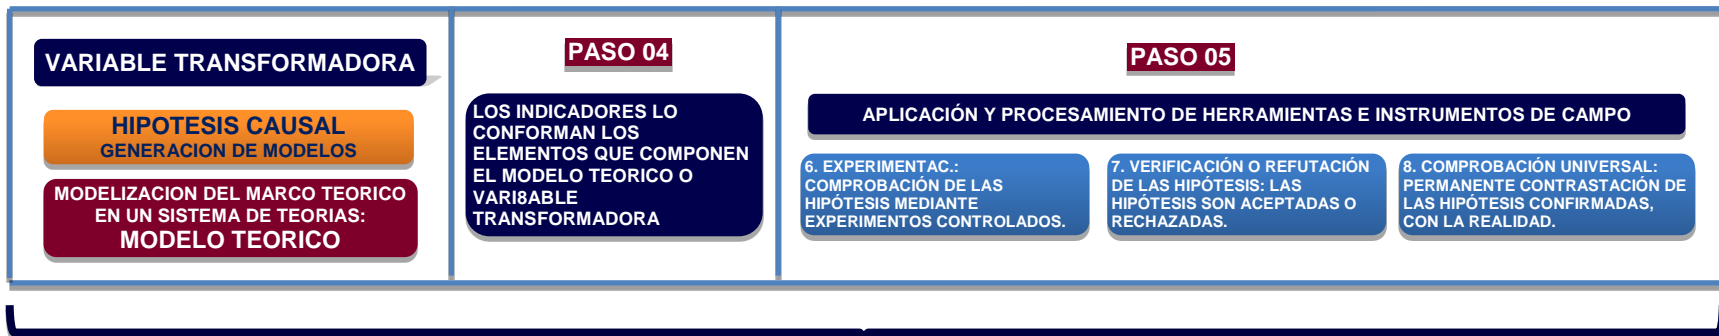 VARIABLE TRANSFORMADORA
HIPOTESIS CAUSAL
GENERACION DE MODELOS
MODELIZACION DEL MARCO TEORICO
EN UN SISTEMA DE TEORIAS:
MODELO TEORICO
PASO 04
LOS INDICADORES LO
CONFORMAN LOS
ELEMENTOS QUE COMPONEN
EL MODELO TEORICO O
VARI8ABLE
TRANSFORMADORA
PASO 05
APLICACIÓN Y PROCESAMIENTO DE HERRAMIENTAS E INSTRUMENTOS DE CAMPO
6. EXPERIMENTAC.:
COMPROBACIÓN DE LAS
HIPÓTESIS MEDIANTE
EXPERIMENTOS CONTROLADOS.
7. VERIFICACIÓN O REFUTACIÓN
DE LAS HIPÓTESIS: LAS
HIPÓTESIS SON ACEPTADAS O
RECHAZADAS.
8. COMPROBACIÓN UNIVERSAL:
PERMANENTE CONTRASTACIÓN DE
LAS HIPÓTESIS CONFIRMADAS,
CON LA REALIDAD.